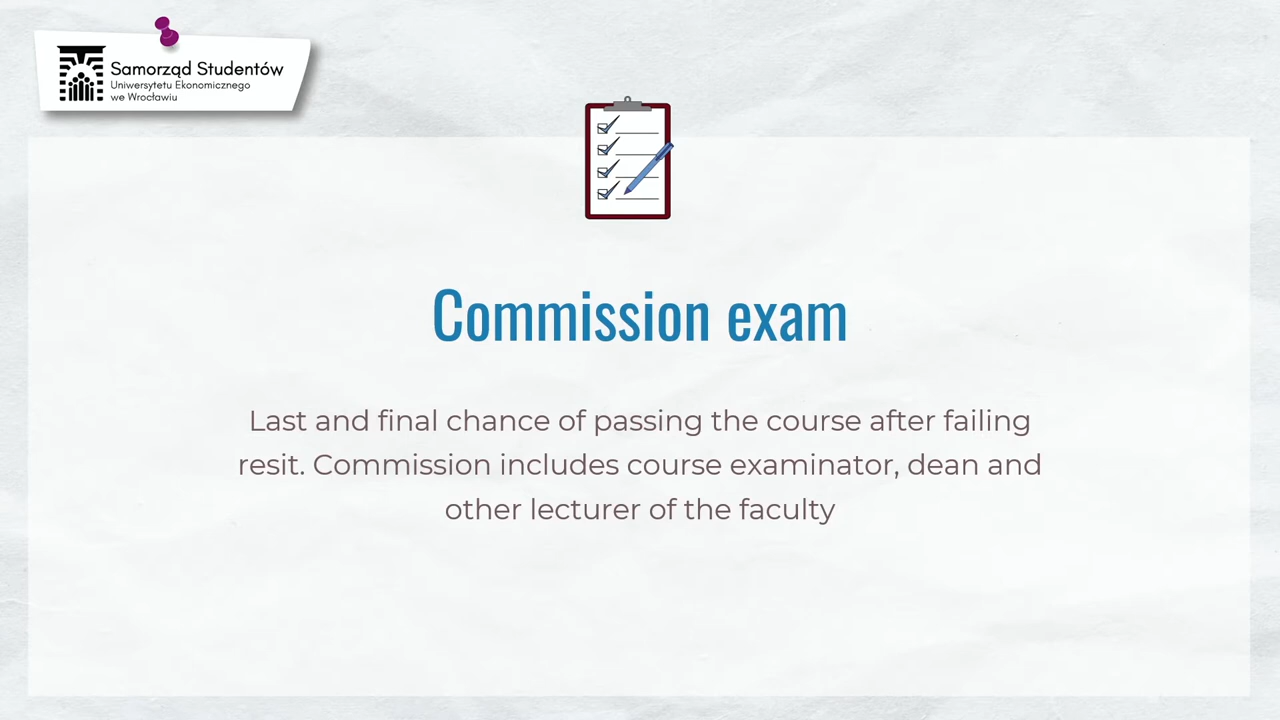 Samorząd Studentów
Uniwersytetu Ekonomicznego
we Wrocławiu
Commission exam
Last and final chance of passing the course after failing
resit. Commission includes course examinator, dean and
other lecturer of the faculty